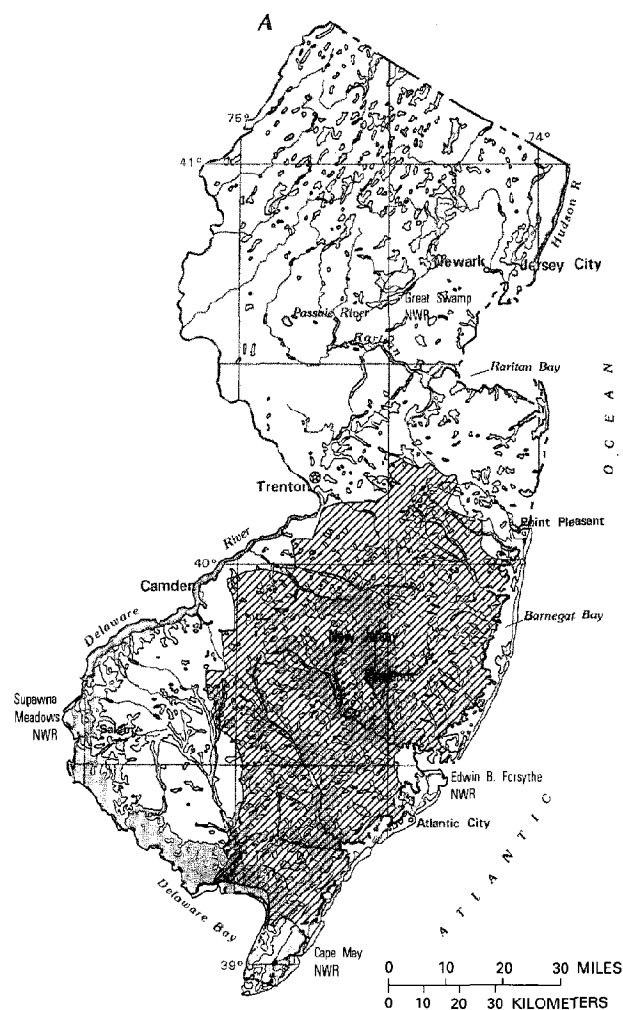 A
75°
74°
41°
Hudson R
Newark
Jersey City
Great Swamp
NWR
Passaic River
Raritan Bay
OCEAN
Trenton
Point Pleasant
River
40°
Camden
Barnegat Bay
Delaware
New Jersey
Supawna
Meadows
NWR
Salem
Edwin B. Forsythe
NWR
Atlantic City
ATLANTIC
Delaware Bay
Cape May
NWR
39°
0 10 20 30 MILES
0 10 20 30 KILOMETERS